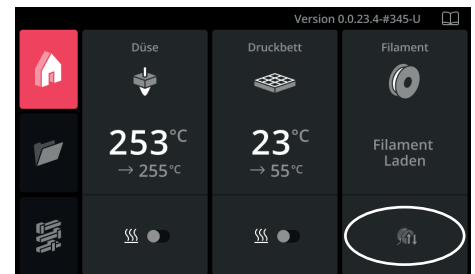 Version 0.0.23.4-#345-U
Düse
Druckbett
Filament
253°C
→ 255°C
23°C
→ 55°C
Filament
Laden